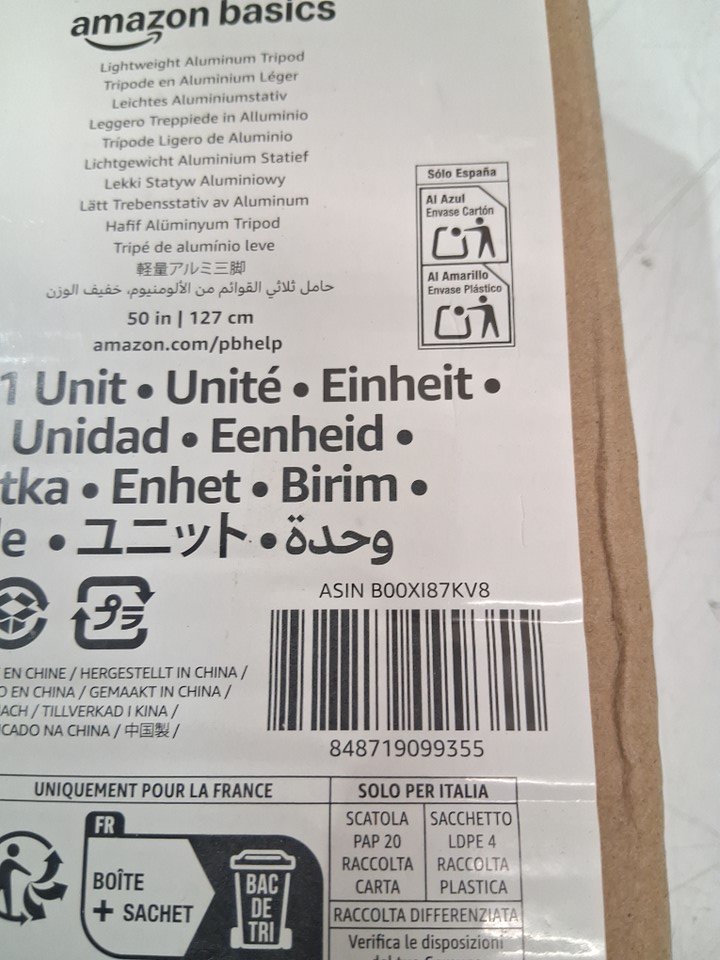 amazon basics
Lightweight Aluminum Tripod
Tripode en Aluminium Léger
Leichtes Aluminiumstativ
Leggero Treppiede in Alluminio
Trípode Ligero de Aluminio
Lichtgewicht Aluminium Statief
Lekki Statyw Aluminiowy
Lätt Trebensstativ av Aluminum
Hafif Alüminyum Tripod
Tripé de alumínio leve
軽量アルミ三脚
حامل ثلاثي القوائم من الألومنيوم، خفيف الوزن
50 in | 127 cm
amazon.com/pbhelp
Sólo España
Al Azul
Envase Cartón
Al Amarillo
Envase Plástico
1 Unit • Unité • Einheit •
Unidad • Eenheid •
tka • Enhet • Birim •
e • ユニット • وحدة
プラ
ASIN B00XI87KV8
848719099355
EN CHINE / HERGESTELLT IN CHINA /
O EN CHINA / GEMAAKT IN CHINA /
ACH / TILLVERKAD I KINA /
CADO NA CHINA / 中国製 /
UNIQUEMENT POUR LA FRANCE
FR
BOÎTE
+ SACHET
BAC
DE
TRI
SOLO PER ITALIA
SCATOLA
PAP 20
RACCOLTA
CARTA
SACCHETTO
LDPE 4
RACCOLTA
PLASTICA
RACCOLTA DIFFERENZIATA
Verifica le disposizioni